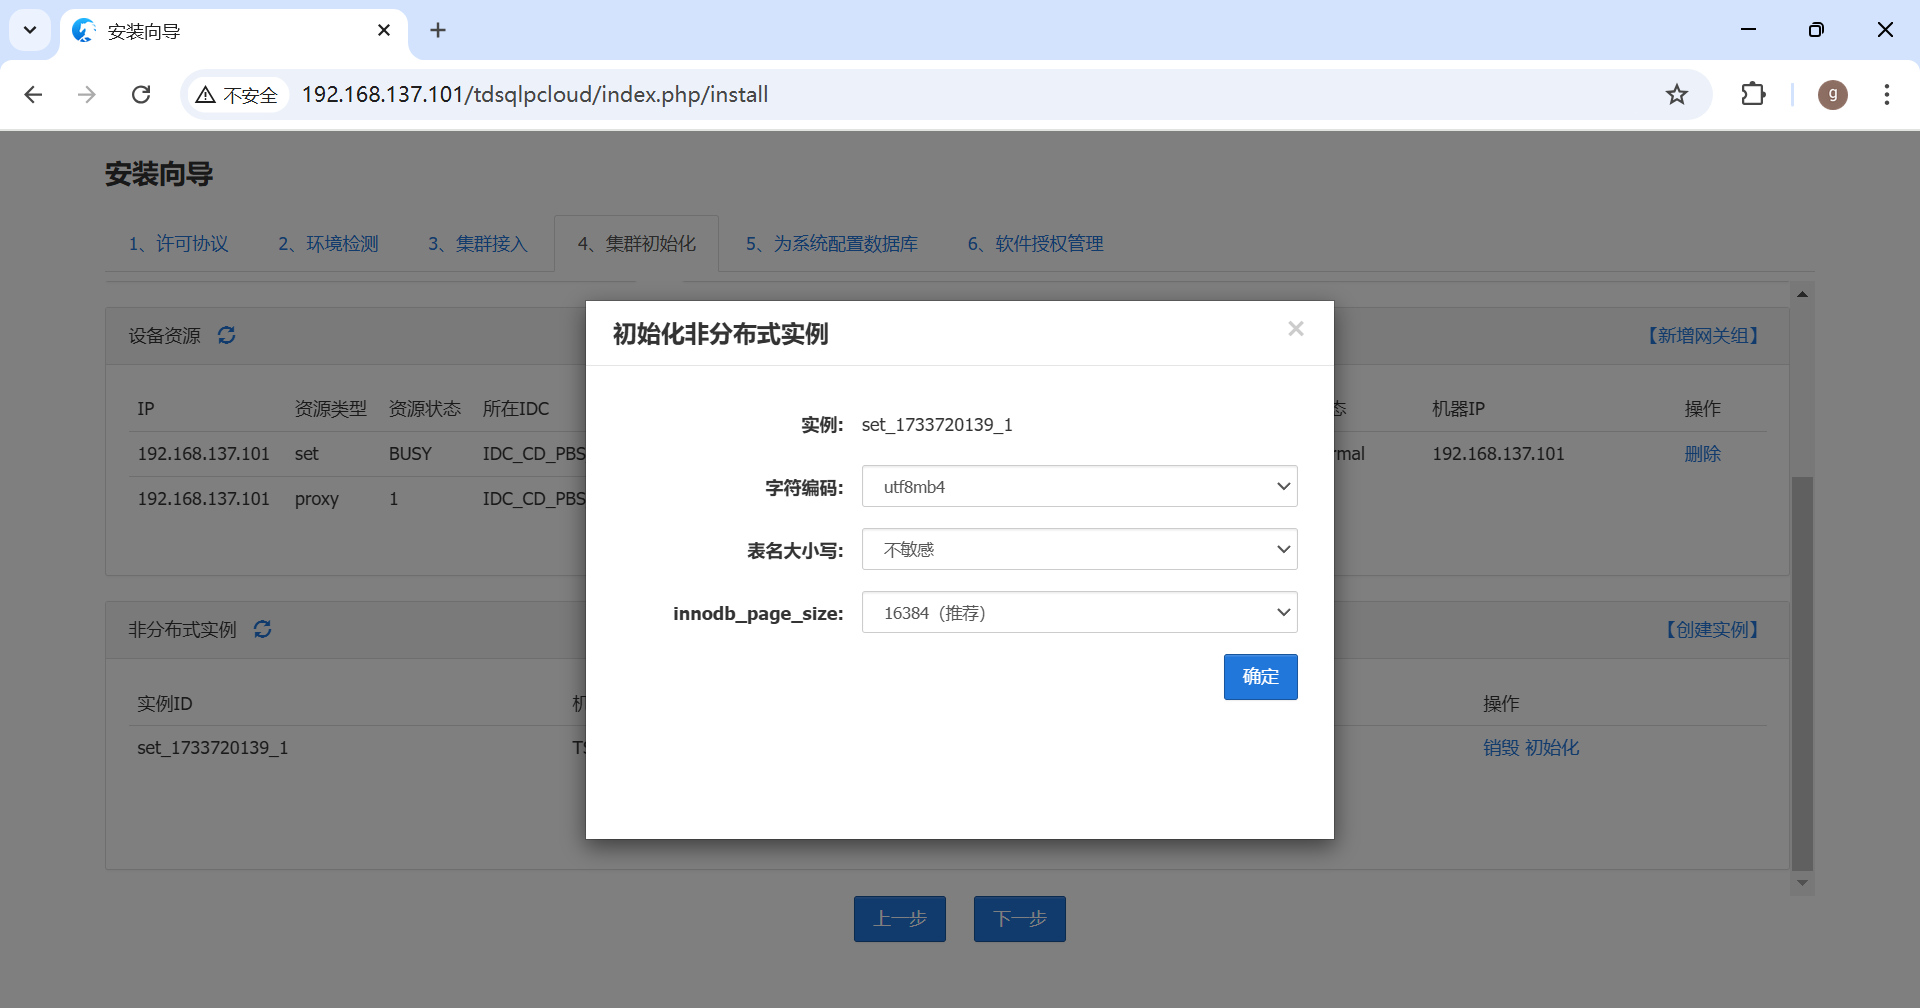 安装向导
不安全
192.168.137.101/tdsqlpcloud/index.php/install
g
安装向导
1、许可协议
2、环境检测
3、集群接入
4、集群初始化
5、为系统配置数据库
6、软件授权管理
设备资源
【新增网关组】
IP 资源类型 资源状态 所在IDC
态 机器IP 操作
192.168.137.101 set BUSY IDC_CD_PBS
rmal 192.168.137.101 删除
192.168.137.101 proxy 1 IDC_CD_PBS
初始化非分布式实例
×
实例: set_1733720139_1
字符编码: utf8mb4
表名大小写: 不敏感
innodb_page_size: 16384（推荐）
确定
非分布式实例
【创建实例】
实例ID 机 操作
set_1733720139_1 TS 销毁 初始化
上一步 下一步